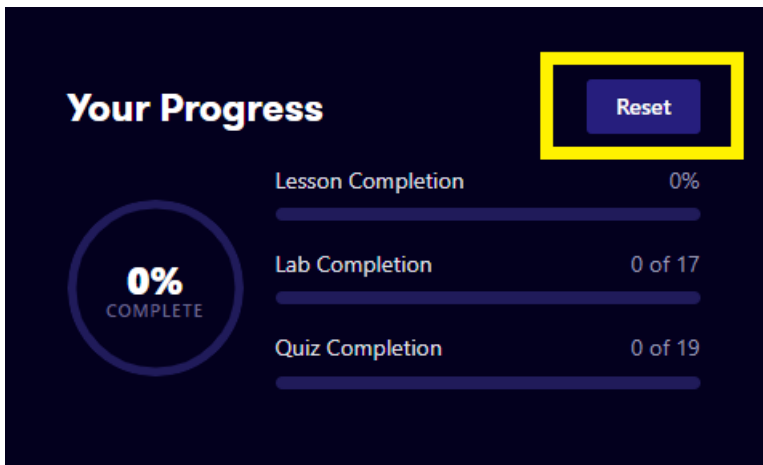 Your Progress
Reset
Lesson Completion 0%
Lab Completion 0 of 17
0%
COMPLETE
Quiz Completion 0 of 19